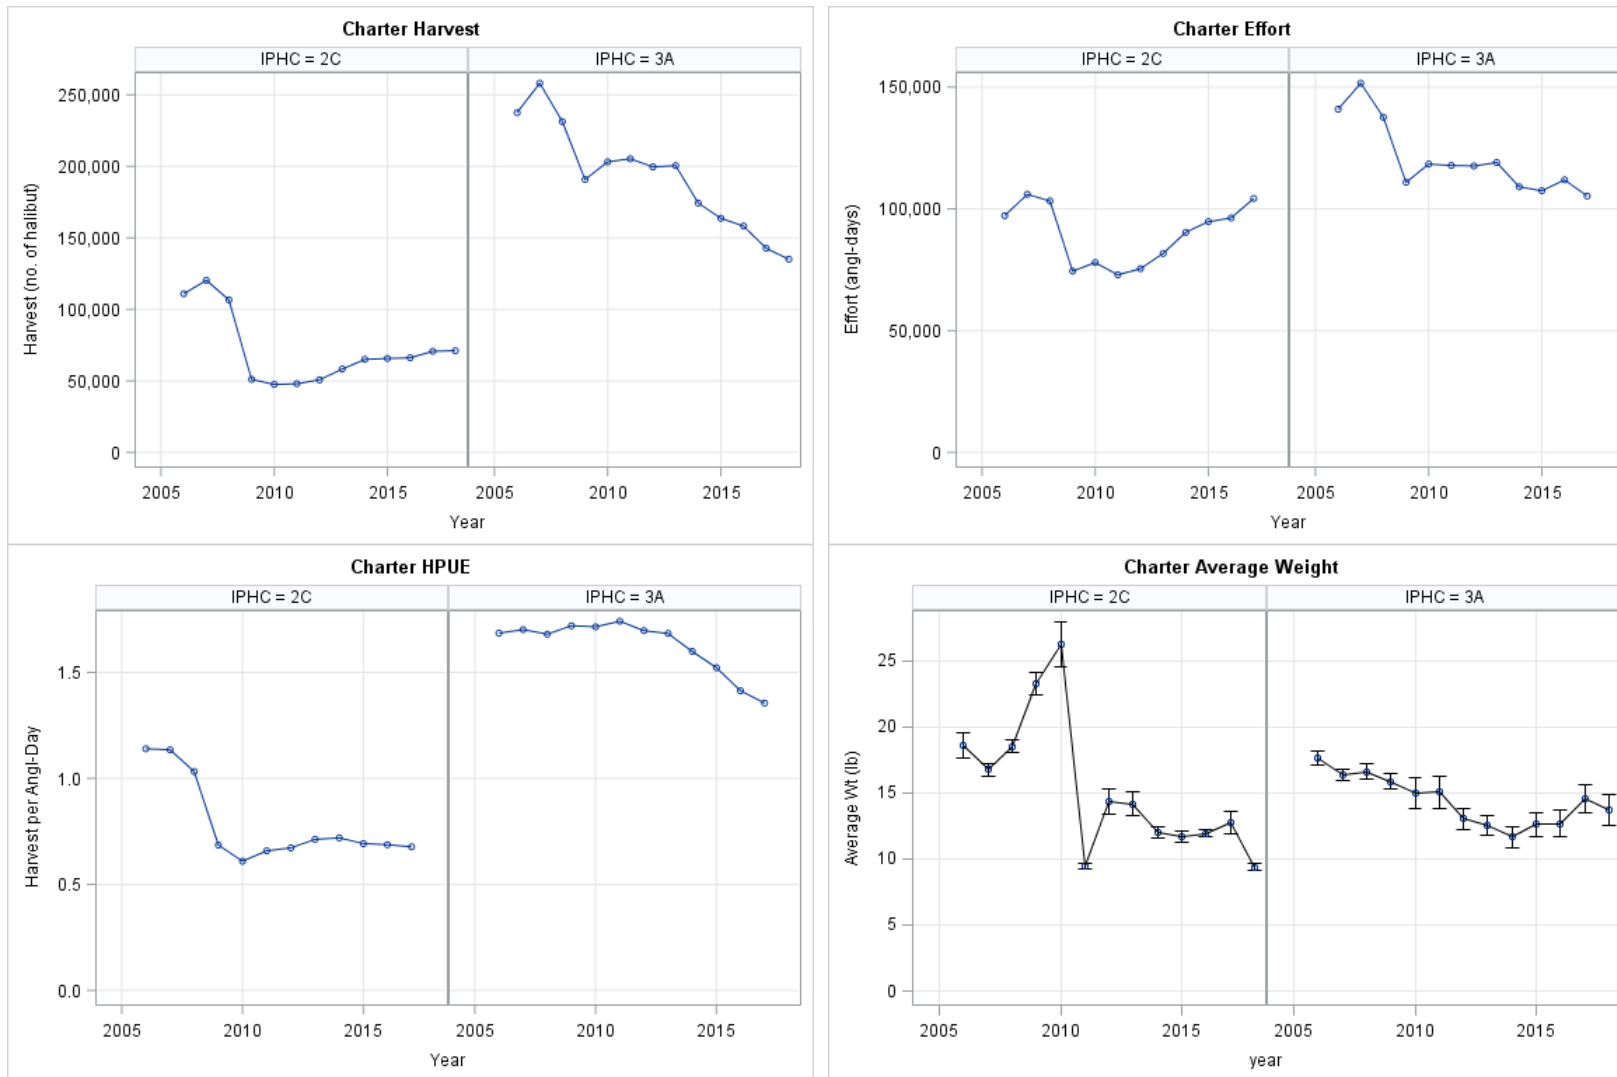 Charter Harvest
IPHC = 2C
IPHC = 3A
Harvest (no. of halibut)
250,000
200,000
150,000
100,000
50,000
0
2005
2010
2015
2005
2010
2015
Year
Charter Effort
IPHC = 2C
IPHC = 3A
Effort (angl-days)
150,000
100,000
50,000
0
2005
2010
2015
2005
2010
2015
Year
Charter HPUE
IPHC = 2C
IPHC = 3A
Harvest per Angl-Day
1.5
1.0
0.5
0.0
2005
2010
2015
2005
2010
2015
Year
Charter Average Weight
IPHC = 2C
IPHC = 3A
Average Wt (lb)
25
20
15
10
5
0
2005
2010
2015
2005
2010
2015
year